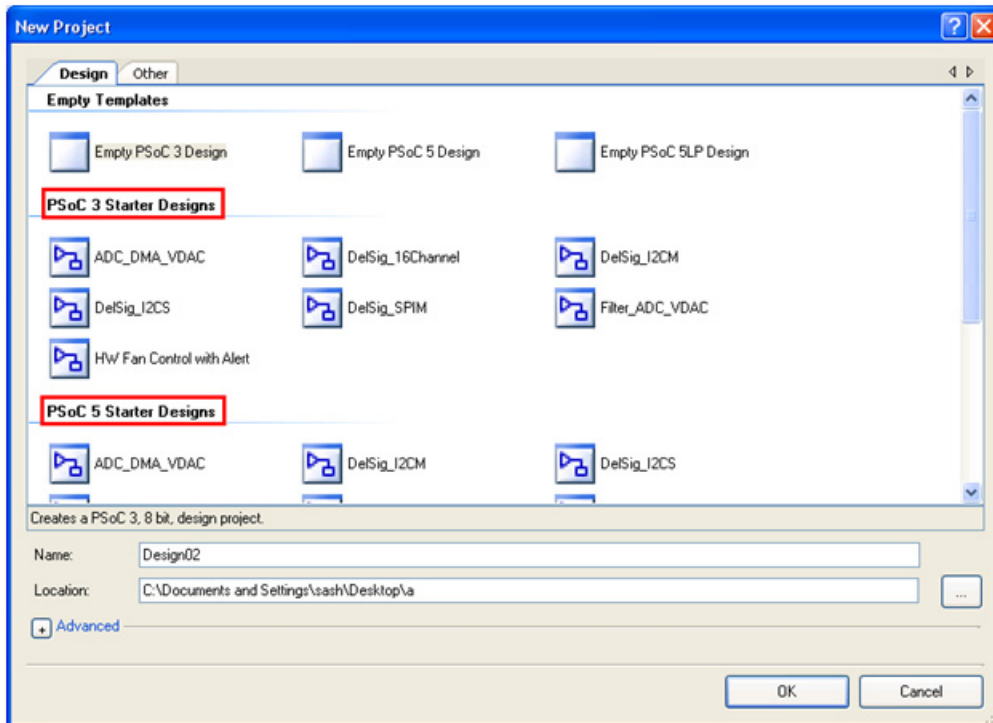 New Project
Design Other
Empty Templates
Empty PSoC 3 Design Empty PSoC 5 Design Empty PSoC 5LP Design
PSoC 3 Starter Designs
ADC_DMA_VDAC DelSig_16Channel DelSig_I2CM
DelSig_I2CS DelSig_SPIM Filter_ADC_VDAC
HW Fan Control with Alert
PSoC 5 Starter Designs
ADC_DMA_VDAC DelSig_I2CM DelSig_I2CS
Creates a PSoC 3, 8 bit, design project.
Name: Design02
Location: C:\Documents and Settings\sash\Desktop\a ...
+ Advanced
OK Cancel